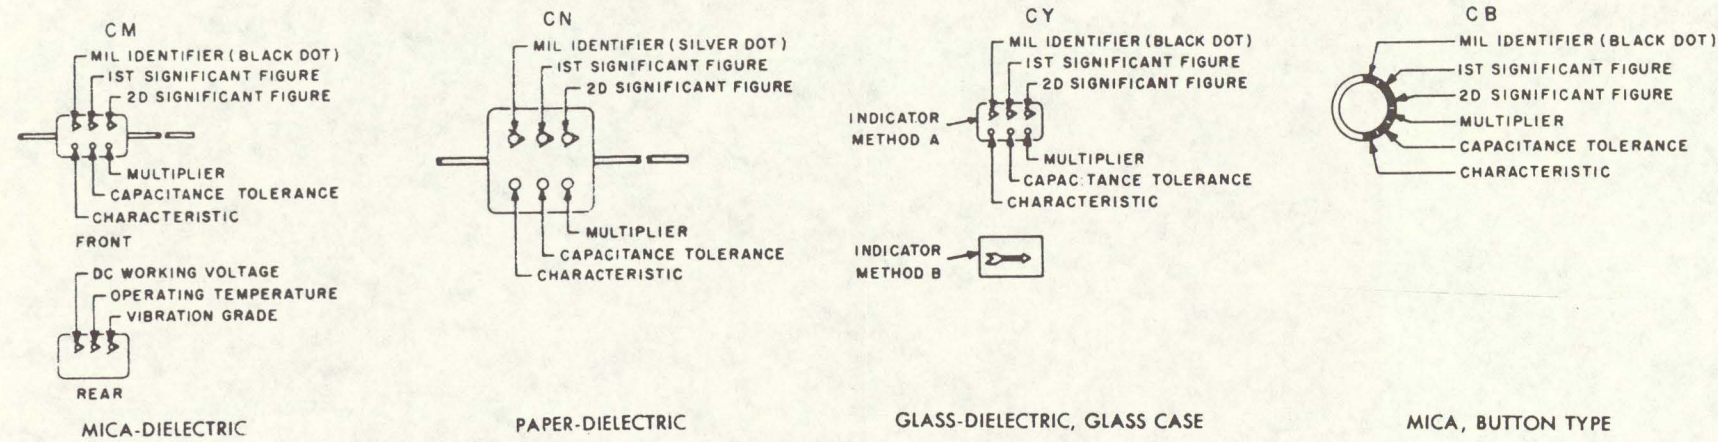 CM
MIL IDENTIFIER (BLACK DOT)
1ST SIGNIFICANT FIGURE
2D SIGNIFICANT FIGURE
MULTIPLIER
CAPACITANCE TOLERANCE
CHARACTERISTIC
FRONT
DC WORKING VOLTAGE
OPERATING TEMPERATURE
VIBRATION GRADE
REAR
MICA-DIELECTRIC
CN
MIL IDENTIFIER (SILVER DOT)
1ST SIGNIFICANT FIGURE
2D SIGNIFICANT FIGURE
MULTIPLIER
CAPACITANCE TOLERANCE
CHARACTERISTIC
PAPER-DIELECTRIC
CY
MIL IDENTIFIER (BLACK DOT)
1ST SIGNIFICANT FIGURE
2D SIGNIFICANT FIGURE
INDICATOR
METHOD A
MULTIPLIER
CAPAC:TANCE TOLERANCE
CHARACTERISTIC
INDICATOR
METHOD B
GLASS-DIELECTRIC, GLASS CASE
CB
MIL IDENTIFIER (BLACK DOT)
1ST SIGNIFICANT FIGURE
2D SIGNIFICANT FIGURE
MULTIPLIER
CAPACITANCE TOLERANCE
CHARACTERISTIC
MICA, BUTTON TYPE